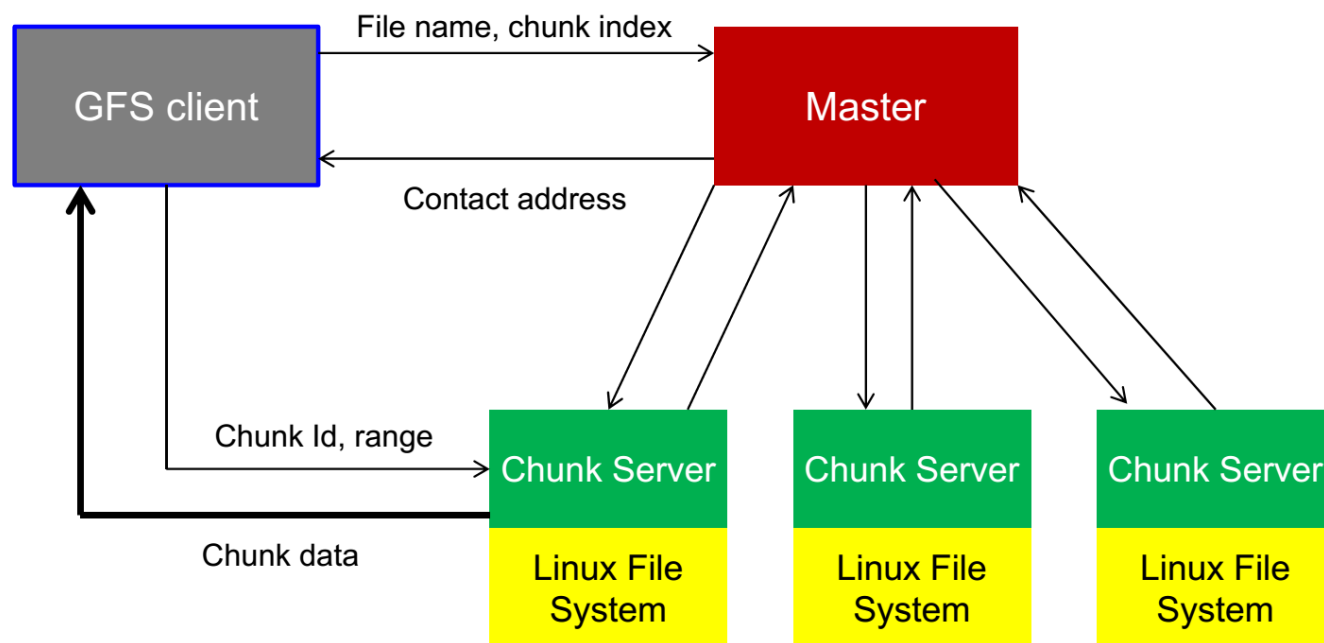 File name, chunk index
GFS client
Master
Contact address
Chunk Id, range
Chunk Server
Chunk Server
Chunk Server
Chunk data
Linux File
System
Linux File
System
Linux File
System